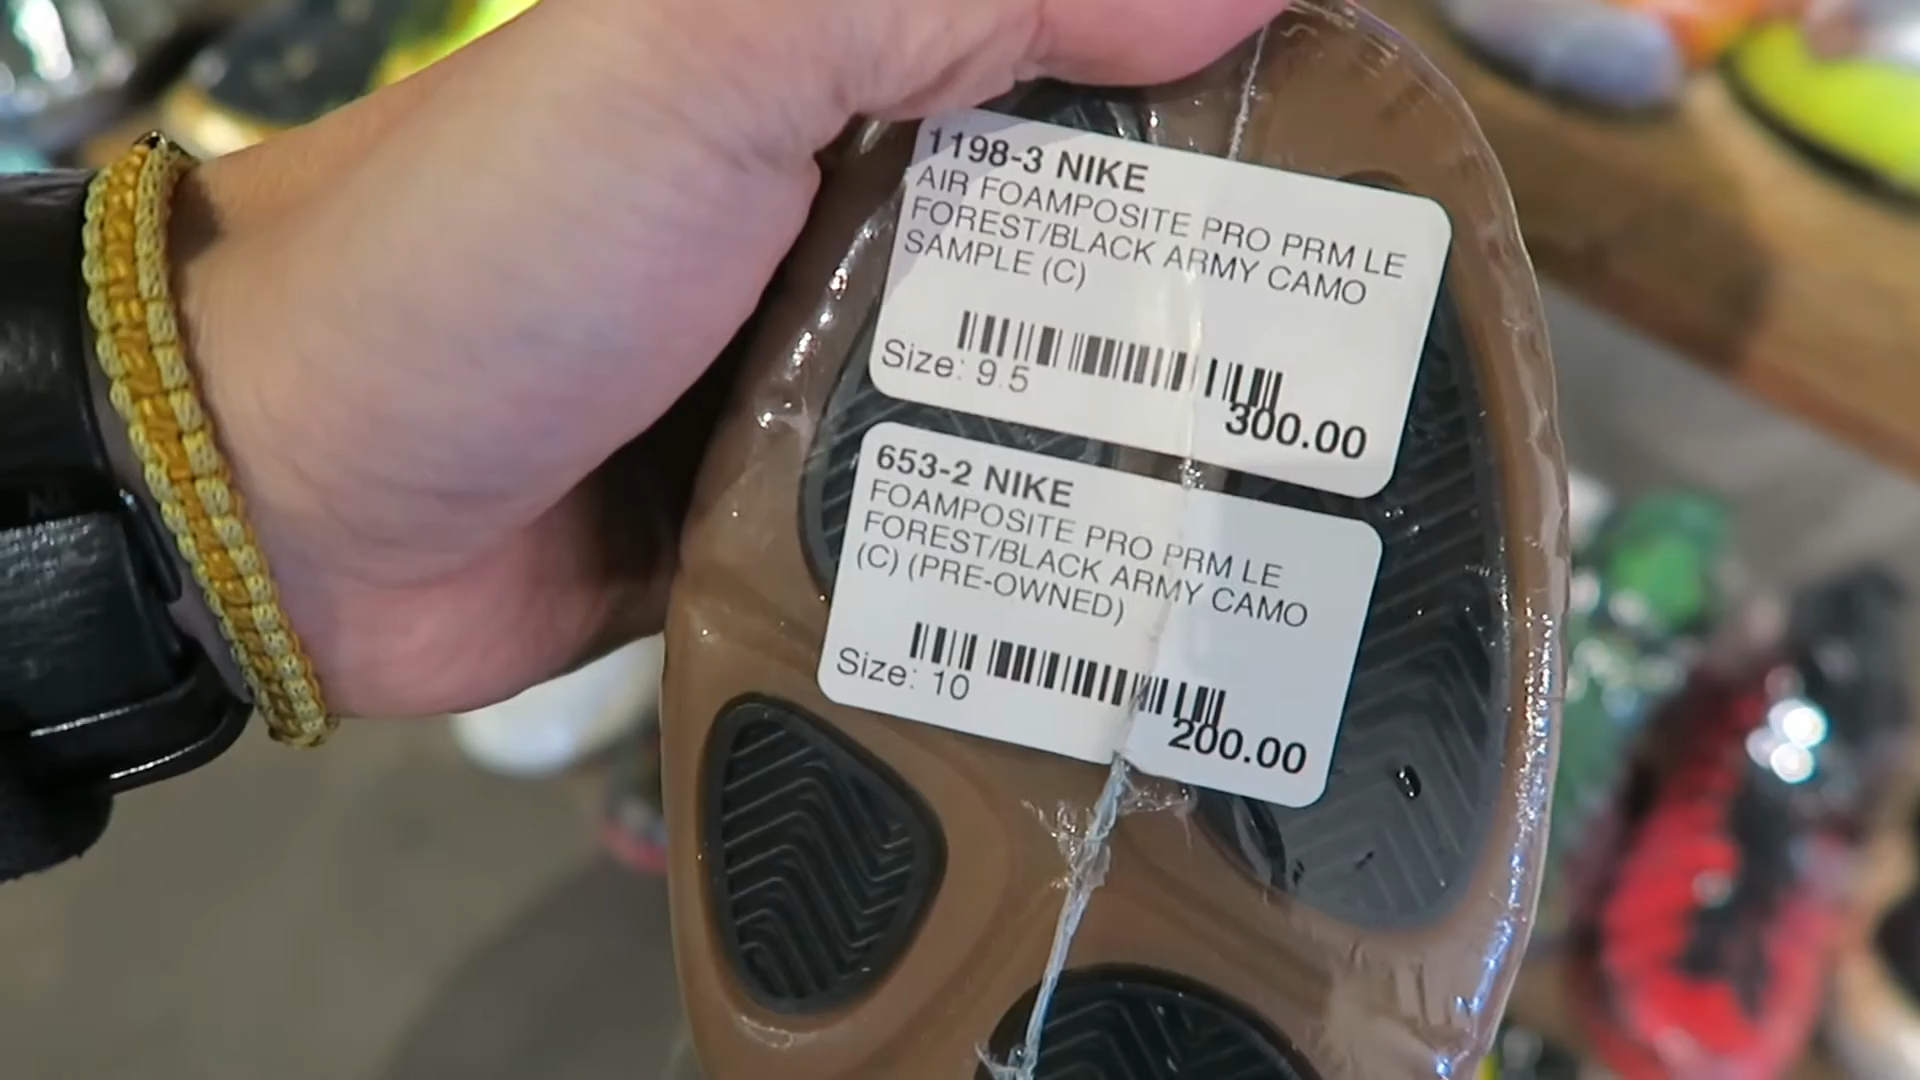 1198-3 NIKE
AIR FOAMPOSITE PRO PRM LE
FOREST/BLACK ARMY CAMO
SAMPLE (C)
Size: 9.5
300.00
653-2 NIKE
FOAMPOSITE PRO PRM LE
FOREST/BLACK ARMY CAMO
(C) (PRE-OWNED)
Size: 10
200.00